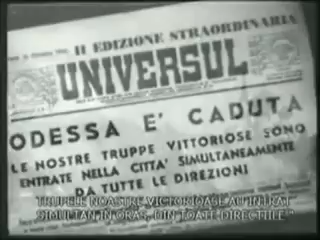 II EDIZIONE STRAORDINARIA
UNIVERSUL
ODESSA E' CADUTA
LE NOSTRE TRUPPE VITTORIOSE SONO
ENTRATE NELLA CITTA' SIMULTANEAMENTE
DA TUTTE LE DIREZIONI
TRUPELE NOASTRE VICTORIOASE AU INTRAT
SIMULTAN IN ORAS, DIN TOATE DIRECTIILE"